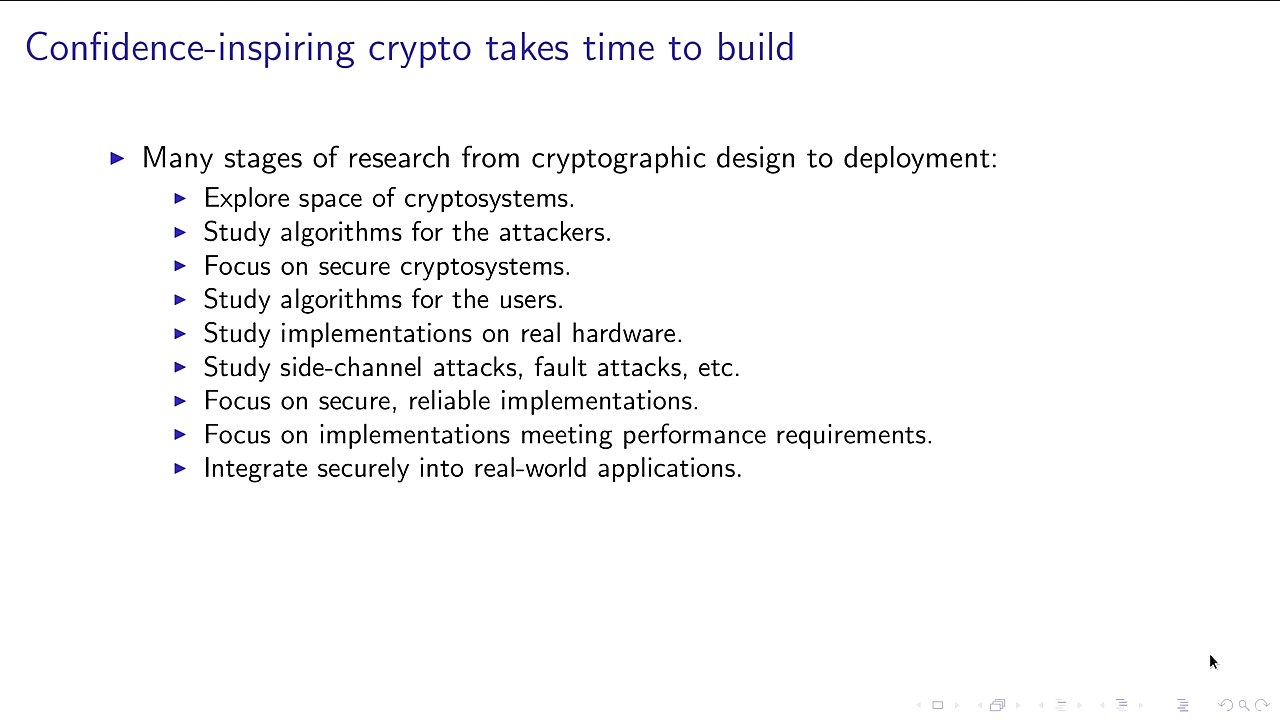 Confidence-inspiring crypto takes time to build
Many stages of research from cryptographic design to deployment:
Explore space of cryptosystems.
Study algorithms for the attackers.
Focus on secure cryptosystems.
Study algorithms for the users.
Study implementations on real hardware.
Study side-channel attacks, fault attacks, etc.
Focus on secure, reliable implementations.
Focus on implementations meeting performance requirements.
Integrate securely into real-world applications.